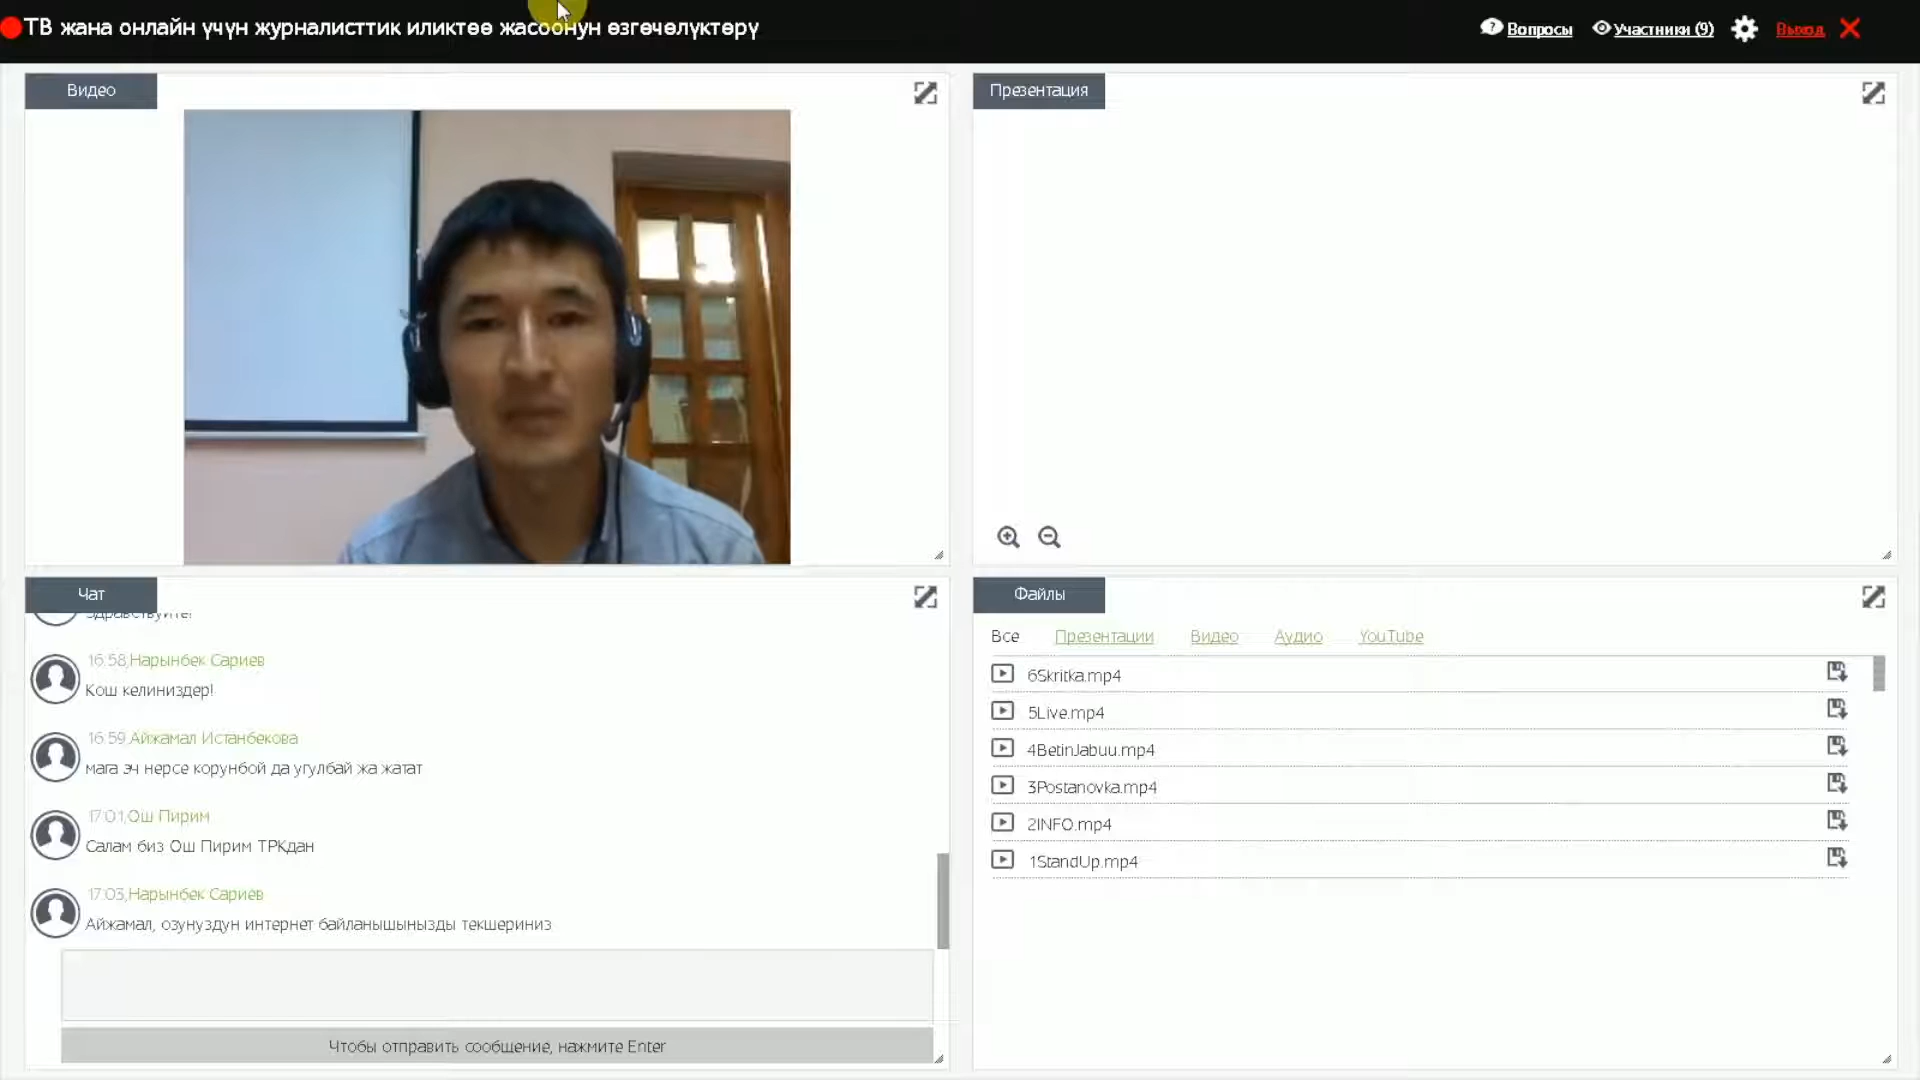 ТВ жана онлайн үчүн журналисттик иликтөө жасоонун өзгөчөлүктөрү
Вопросы
Участники (9)
Выход
Видео
Презентация
Чат
Здравствуйте!
16:58,Нарынбек Сариев
Кош келиниздер!
16:59,Айжамал Истанбекова
мага эч нерсе корунбой да угулбай жа жатат
17:01,Ош Пирим
Салам биз Ош Пирим ТРКдан
17:03,Нарынбек Сариев
Айжамал, озунуздун интернет байланышынызды текшериниз
Чтобы отправить сообщение, нажмите Enter
Файлы
Все Презентации Видео Аудио YouTube
6Skritka.mp4
5Live.mp4
4BetinJabuu.mp4
3Postanovka.mp4
2INFO.mp4
1StandUp.mp4